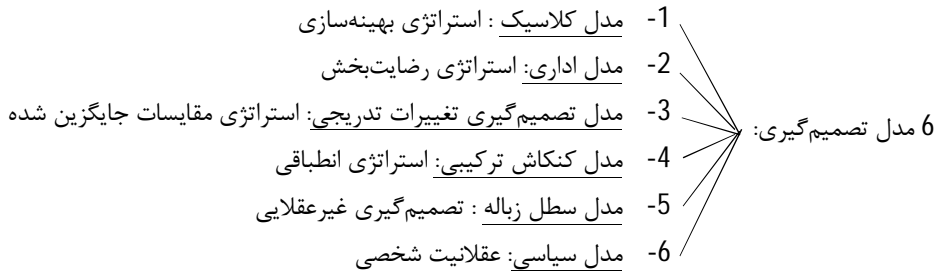 6 مدل تصمیم‌گیری:
1- مدل کلاسیک : استراتژی بهینه‌سازی
2- مدل اداری: استراتژی رضایت‌بخش
3- مدل تصمیم‌گیری تغییرات تدریجی: استراتژی مقایسات جایگزین شده
4- مدل کنکاش ترکیبی: استراتژی انطباقی
5- مدل سطل زباله : تصمیم‌گیری غیرعقلایی
6- مدل سیاسی: عقلانیت شخصی